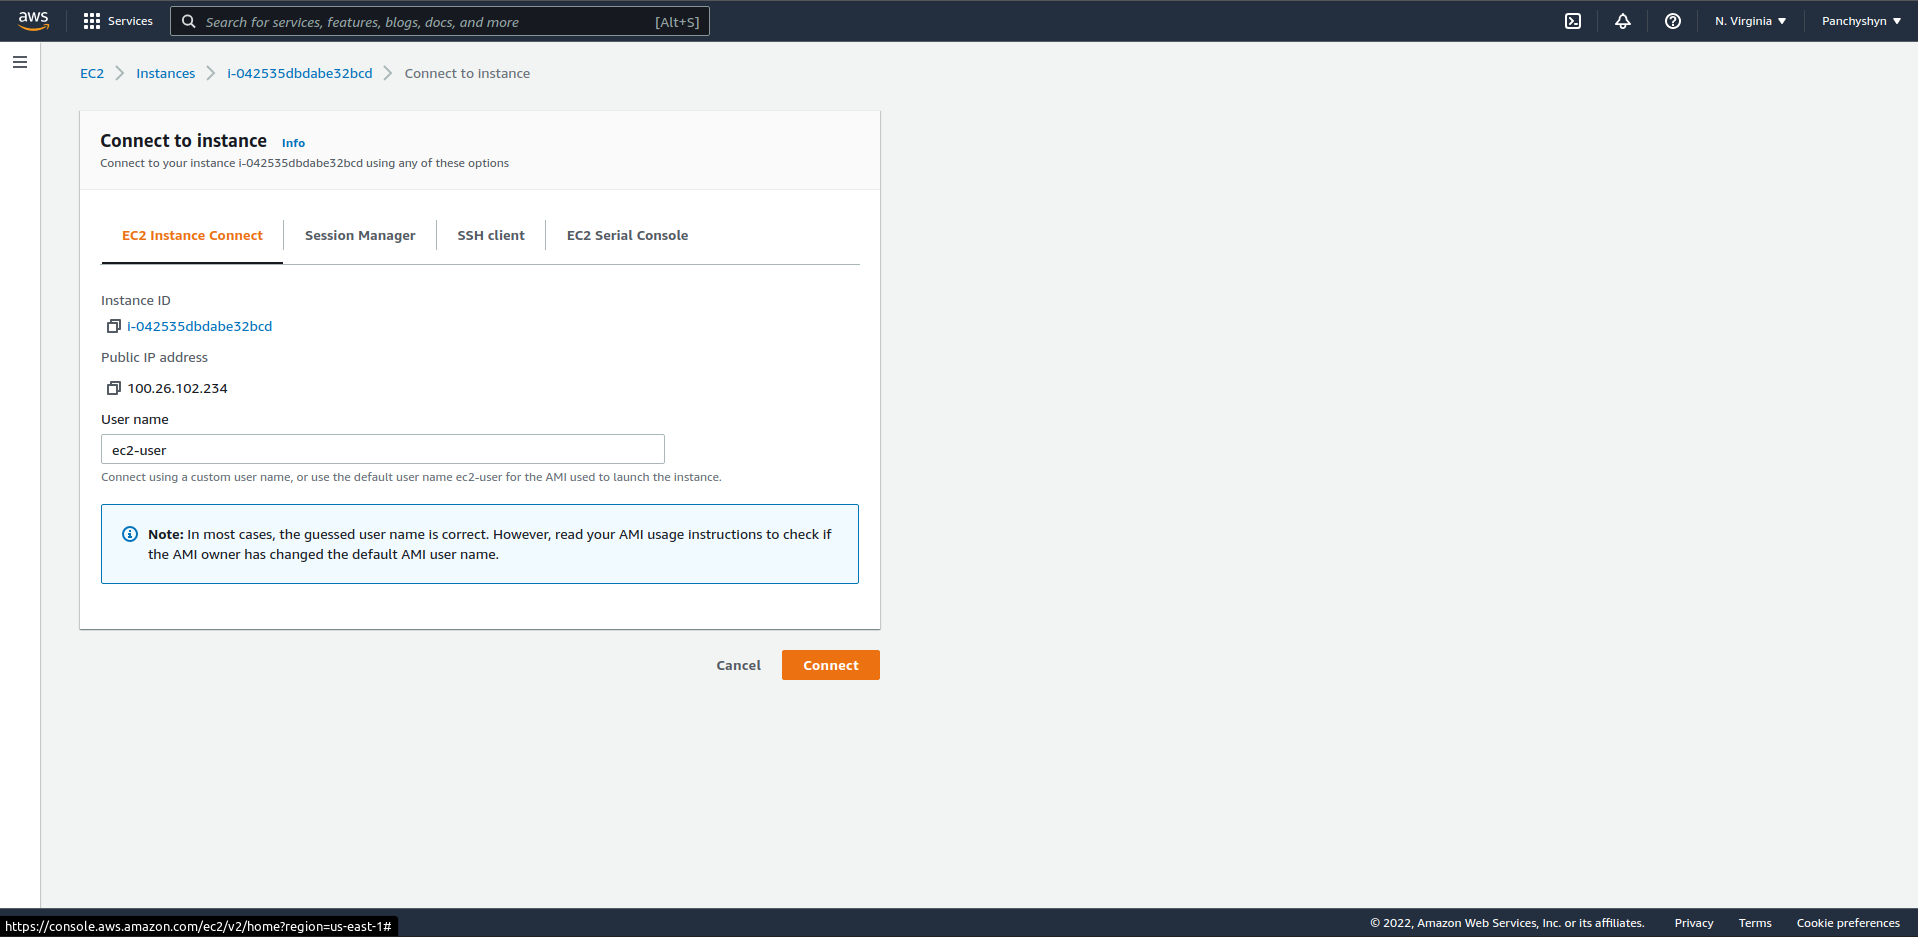 aws Services Search for services, features, blogs, docs, and more [Alt+S] N. Virginia Panchyshyn
EC2 Instances i-042535dbdabe32bcd Connect to instance
Connect to instance Info
Connect to your instance i-042535dbdabe32bcd using any of these options
EC2 Instance Connect Session Manager SSH client EC2 Serial Console
Instance ID
i-042535dbdabe32bcd
Public IP address
100.26.102.234
User name
ec2-user
Connect using a custom user name, or use the default user name ec2-user for the AMI used to launch the instance.
Note: In most cases, the guessed user name is correct. However, read your AMI usage instructions to check if
the AMI owner has changed the default AMI user name.
Cancel Connect
https://console.aws.amazon.com/ec2/v2/home?region=us-east-1# © 2022, Amazon Web Services, Inc. or its affiliates. Privacy Terms Cookie preferences